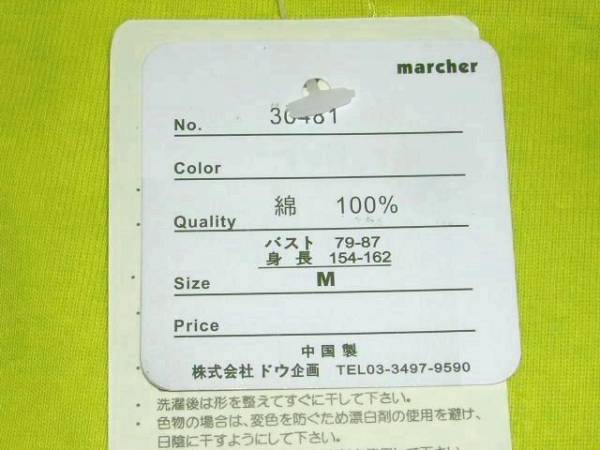 marcher
No. 30481
Color
Quality 綿 100%
バスト 79-87
身長 154-162
Size M
Price
中国製
株式会社 ドウ企画 TEL03-3497-9590
・ 洗濯後は形を整えてすぐに干して下さい。
・ 色物の場合は、変色を防ぐため漂白剤の使用を避け、
日陰に干すようにして下さい。